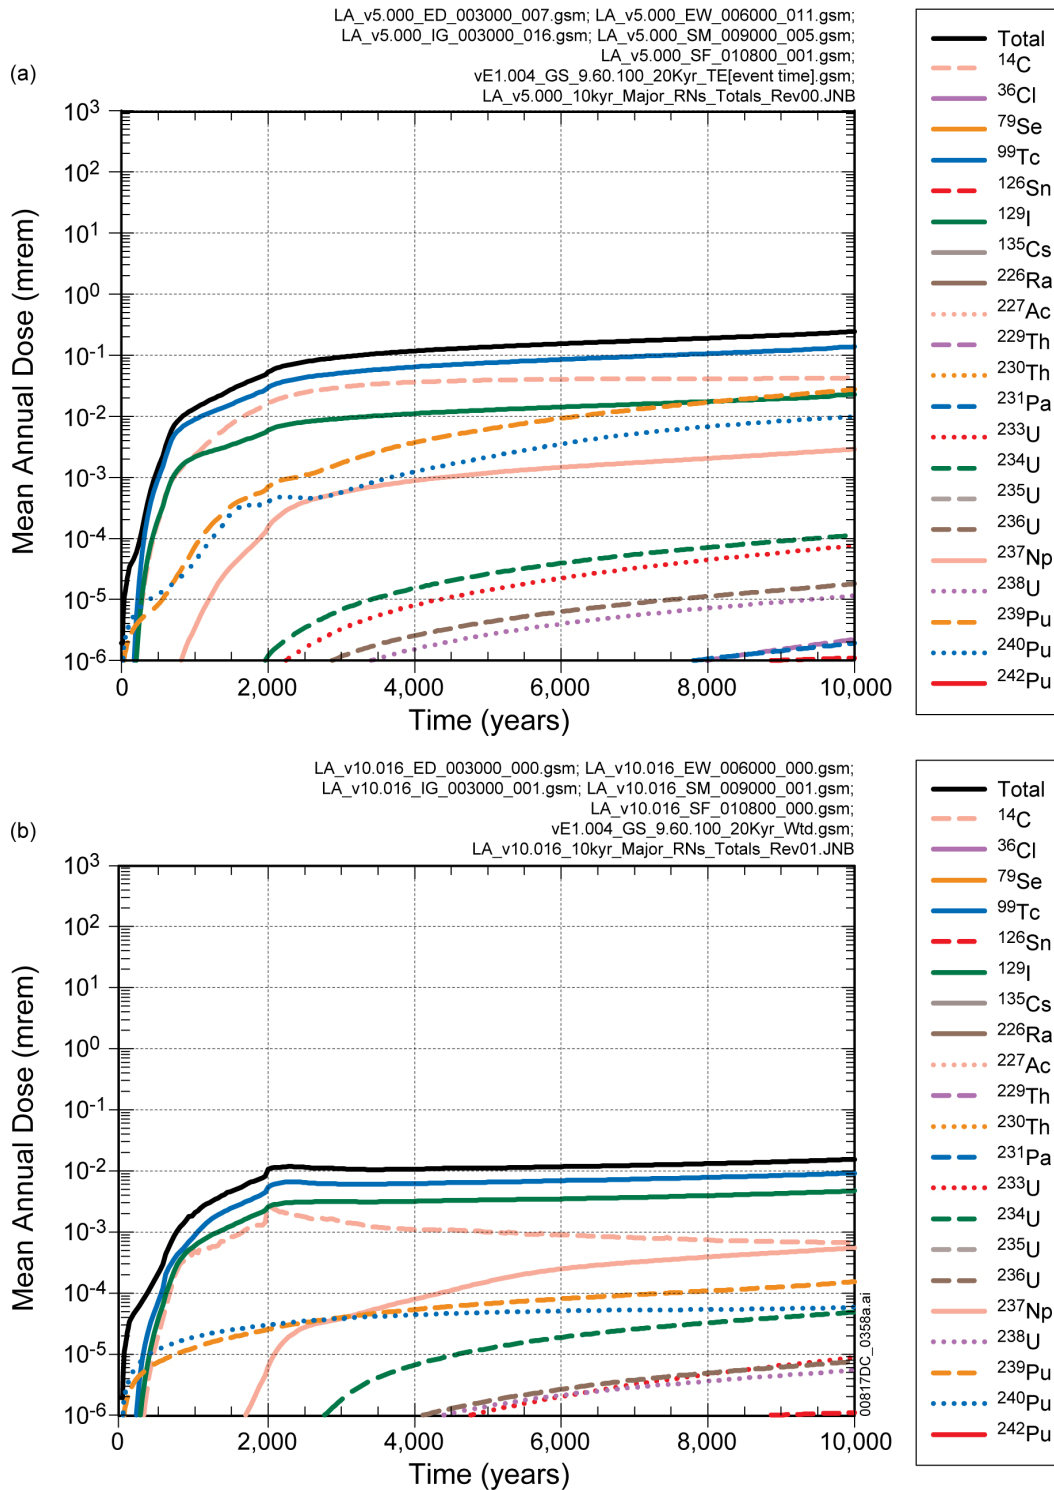 LA_v5.000_ED_003000_007.gsm; LA_v5.000_EW_006000_011.gsm;
LA_v5.000_IG_003000_016.gsm; LA_v5.000_SM_009000_005.gsm;
LA_v5.000_SF_010800_001.gsm;
vE1.004_GS_9.60.100_20Kyr_TE[event time].gsm;
LA_v5.000_10kyr_Major_RNs_Totals_Rev00.JNB
(a)
Mean Annual Dose (mrem)
10³
10²
10¹
10⁰
10⁻¹
10⁻²
10⁻³
10⁻⁴
10⁻⁵
10⁻⁶
0 2,000 4,000 6,000 8,000 10,000
Time (years)
Total
¹⁴C
³⁶Cl
⁷⁹Se
⁹⁹Tc
¹²⁶Sn
¹²⁹I
¹³⁵Cs
²²⁶Ra
²²⁷Ac
²²⁹Th
²³⁰Th
²³¹Pa
²³³U
²³⁴U
²³⁵U
²³⁶U
²³⁷Np
²³⁸U
²³⁹Pu
²⁴⁰Pu
²⁴²Pu
LA_v10.016_ED_003000_000.gsm; LA_v10.016_EW_006000_000.gsm;
LA_v10.016_IG_003000_001.gsm; LA_v10.016_SM_009000_001.gsm;
LA_v10.016_SF_010800_000.gsm;
vE1.004_GS_9.60.100_20Kyr_Wtd.gsm;
LA_v10.016_10kyr_Major_RNs_Totals_Rev01.JNB
(b)
Mean Annual Dose (mrem)
10³
10²
10¹
10⁰
10⁻¹
10⁻²
10⁻³
10⁻⁴
10⁻⁵
10⁻⁶
0 2,000 4,000 6,000 8,000 10,000
Time (years)
00817DC_0358a.ai
Total
¹⁴C
³⁶Cl
⁷⁹Se
⁹⁹Tc
¹²⁶Sn
¹²⁹I
¹³⁵Cs
²²⁶Ra
²²⁷Ac
²²⁹Th
²³⁰Th
²³¹Pa
²³³U
²³⁴U
²³⁵U
²³⁶U
²³⁷Np
²³⁸U
²³⁹Pu
²⁴⁰Pu
²⁴²Pu